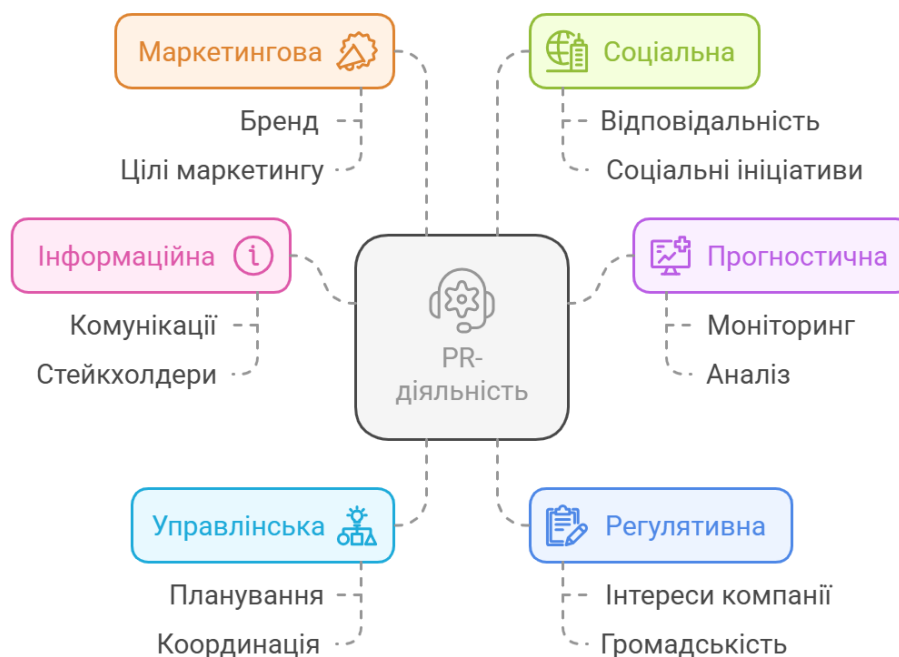 Маркетингова
Бренд
Цілі маркетингу
Соціальна
Відповідальність
Соціальні ініціативи
Інформаційна
Комунікації
Стейкхолдери
PR-
діяльність
Прогностична
Моніторинг
Аналіз
Управлінська
Планування
Координація
Регулятивна
Інтереси компанії
Громадськість